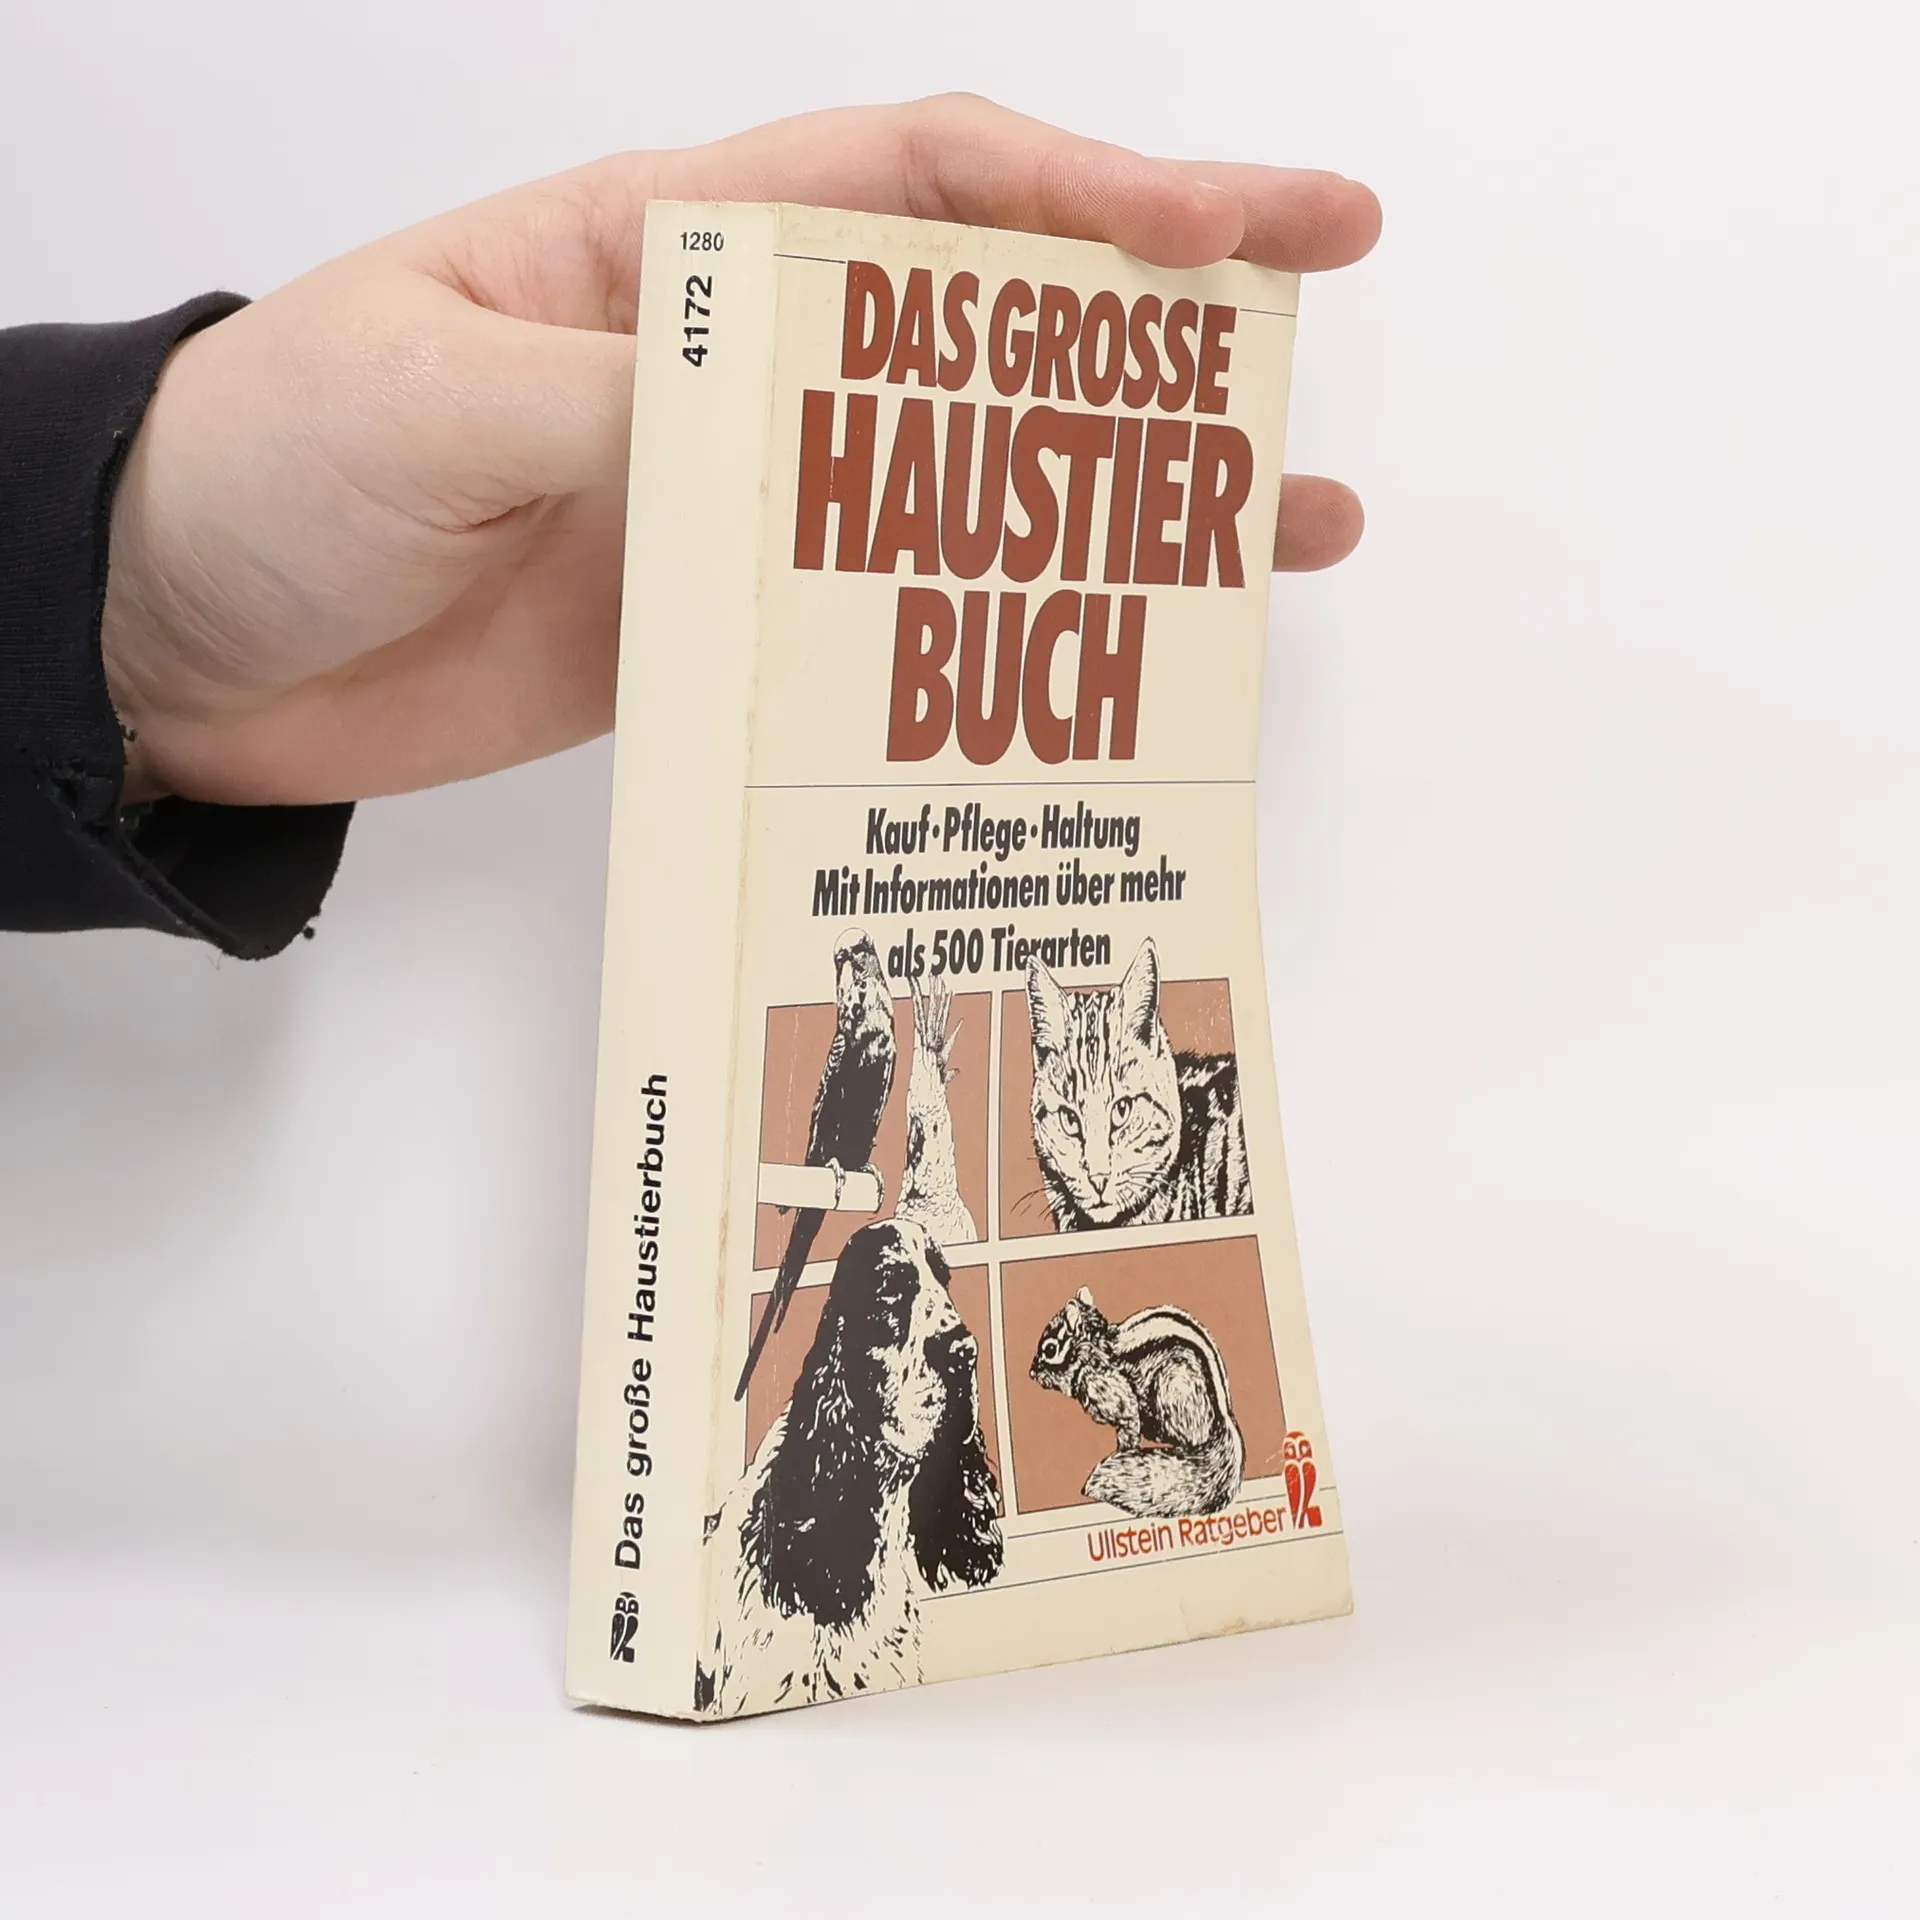 1280
4172
Das große Haustierbuch
DAS GROSSE
HAUSTIER
BUCH
Kauf·Pflege·Haltung
Mit Informationen über mehr
als 500 Tierarten
Ullstein Ratgeber